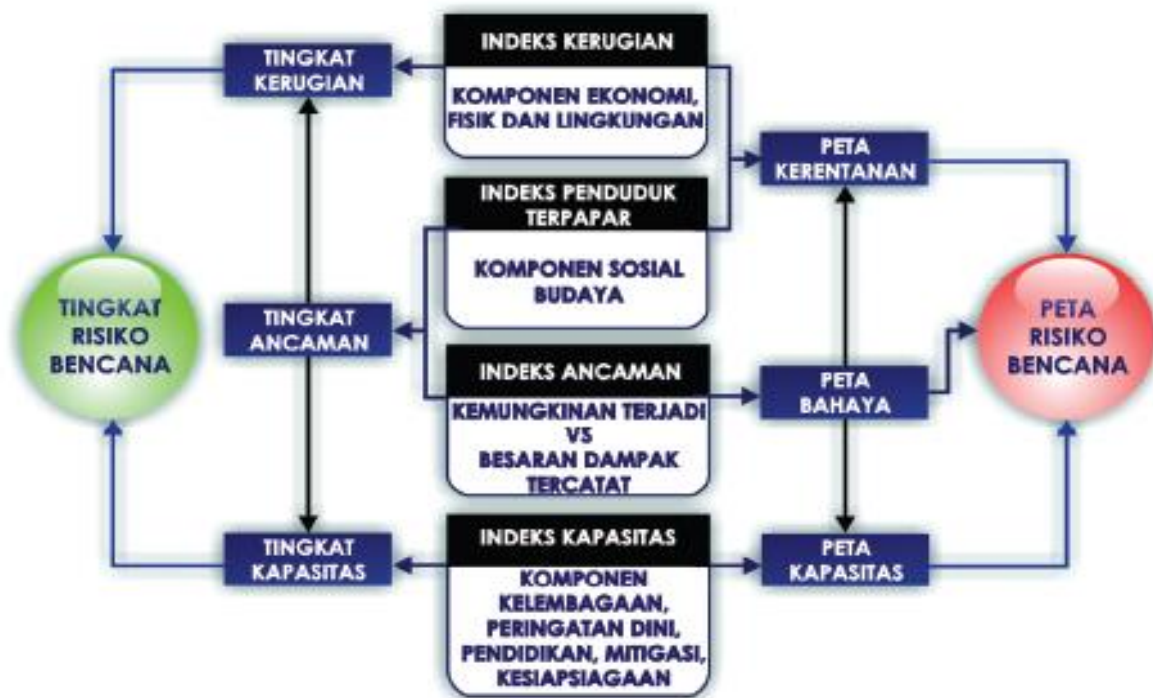 INDEKS KERUGIAN
KOMPONEN EKONOMI,
FISIK DAN LINGKUNGAN
TINGKAT
KERUGIAN
PETA
KERENTANAN
INDEKS PENDUDUK
TERPAPAR
KOMPONEN SOSIAL
BUDAYA
TINGKAT
RISIKO
BENCANA
TINGKAT
ANCAMAN
PETA
RISIKO
BENCANA
INDEKS ANCAMAN
KEMUNGKINAN TERJADI
VS
BESARAN DAMPAK
TERCATAT
PETA
BAHAYA
TINGKAT
KAPASITAS
INDEKS KAPASITAS
KOMPONEN
KELEMBAGAAN,
PERINGATAN DINI,
PENDIDIKAN, MITIGASI,
KESIAPSIAGAAN
PETA
KAPASITAS